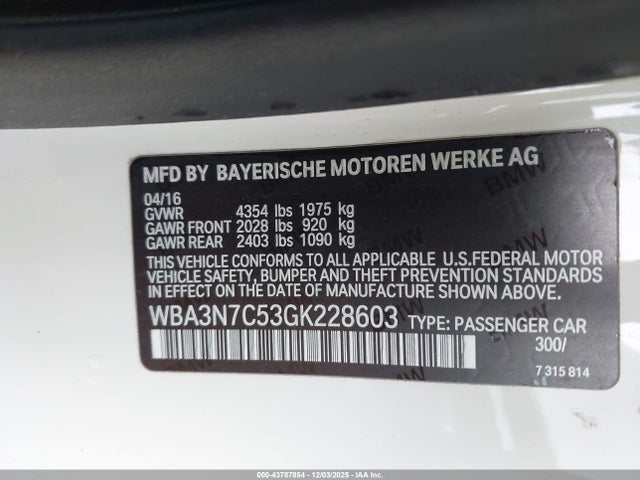 MFD BY BAYERISCHE MOTOREN WERKE AG
04/16
GVWR 4354 lbs 1975 kg
GAWR FRONT 2028 lbs 920 kg
GAWR REAR 2403 lbs 1090 kg
THIS VEHICLE CONFORMS TO ALL APPLICABLE U.S.FEDERAL MOTOR
VEHICLE SAFETY, BUMPER AND THEFT PREVENTION STANDARDS
IN EFFECT ON THE DATE OF MANUFACTURE SHOWN ABOVE.
WBA3N7C53GK228603 TYPE: PASSENGER CAR
300/
7 315 814
000-43787854 - 12/03/2025 - IAA Inc.